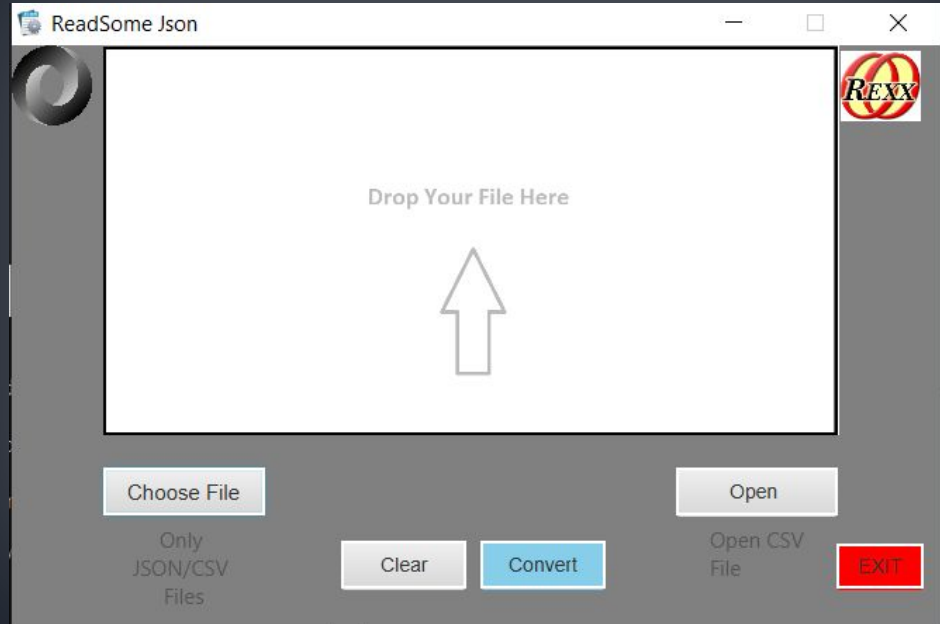 ReadSome Json
REXX
Drop Your File Here
Choose File
Open
Only
JSON/CSV
Files
Open CSV
File
Clear
Convert
EXIT